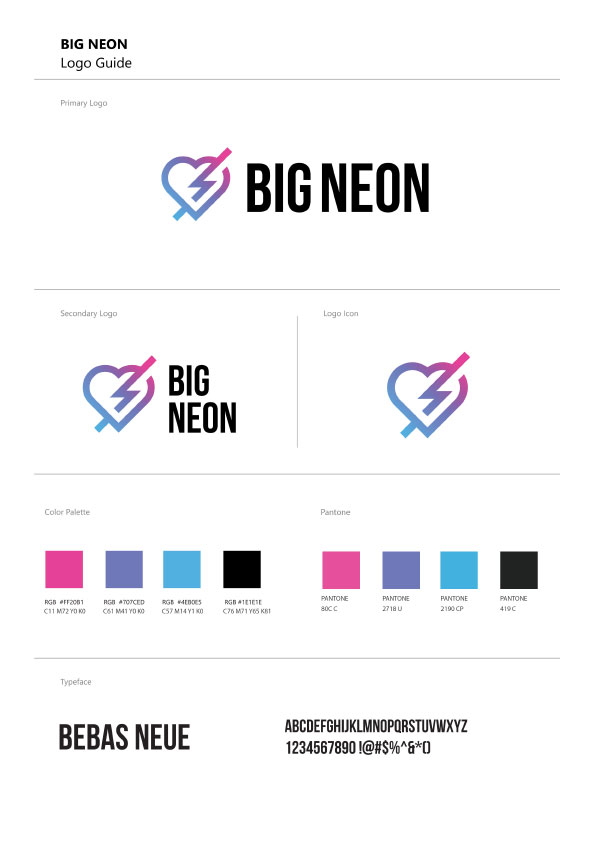 BIG NEON
Logo Guide
Primary Logo
BIG NEON
Secondary Logo
Logo Icon
BIG
NEON
Color Palette
Pantone
RGB #FF20B1
C11 M72 Y0 K0
RGB #707CED
C61 M41 Y0 K0
RGB #4EB0E5
C57 M14 Y1 K0
RGB #1E1E1E
C76 M71 Y65 K81
PANTONE
80C C
PANTONE
2718 U
PANTONE
2190 CP
PANTONE
419 C
Typeface
BEBAS NEUE
ABCDEFGHIJKLMNOPQRSTUVWXYZ
1234567890 !@#$%^&*()